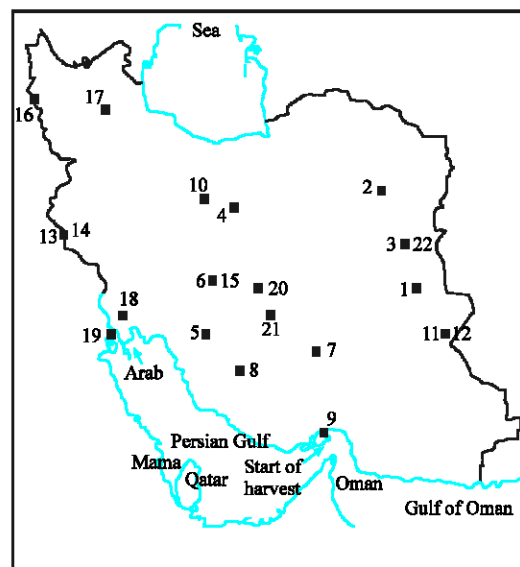 Sea
17
16
10
2
4
13 14
3 22
6 15
20
1
18
21
19
5
11 12
7
Arab
8
9
Persian Gulf
Mama
Start of
harvest
Qatar
Oman
Gulf of Oman